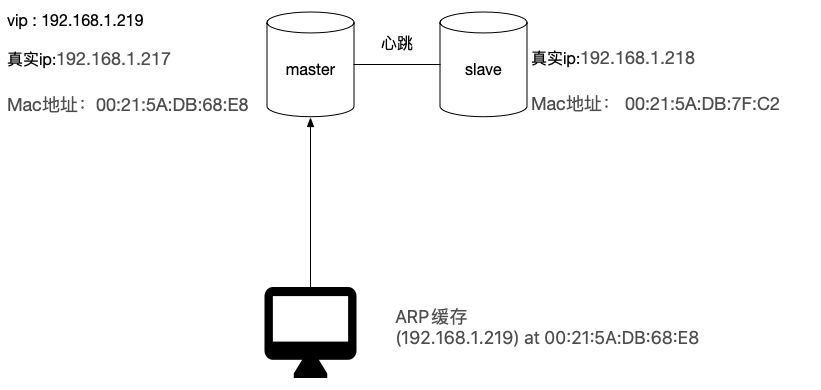 vip : 192.168.1.219
真实ip:192.168.1.217
Mac地址： 00:21:5A:DB:68:E8
master
心跳
slave
真实ip:192.168.1.218
Mac地址： 00:21:5A:DB:7F:C2
ARP缓存
(192.168.1.219) at 00:21:5A:DB:68:E8